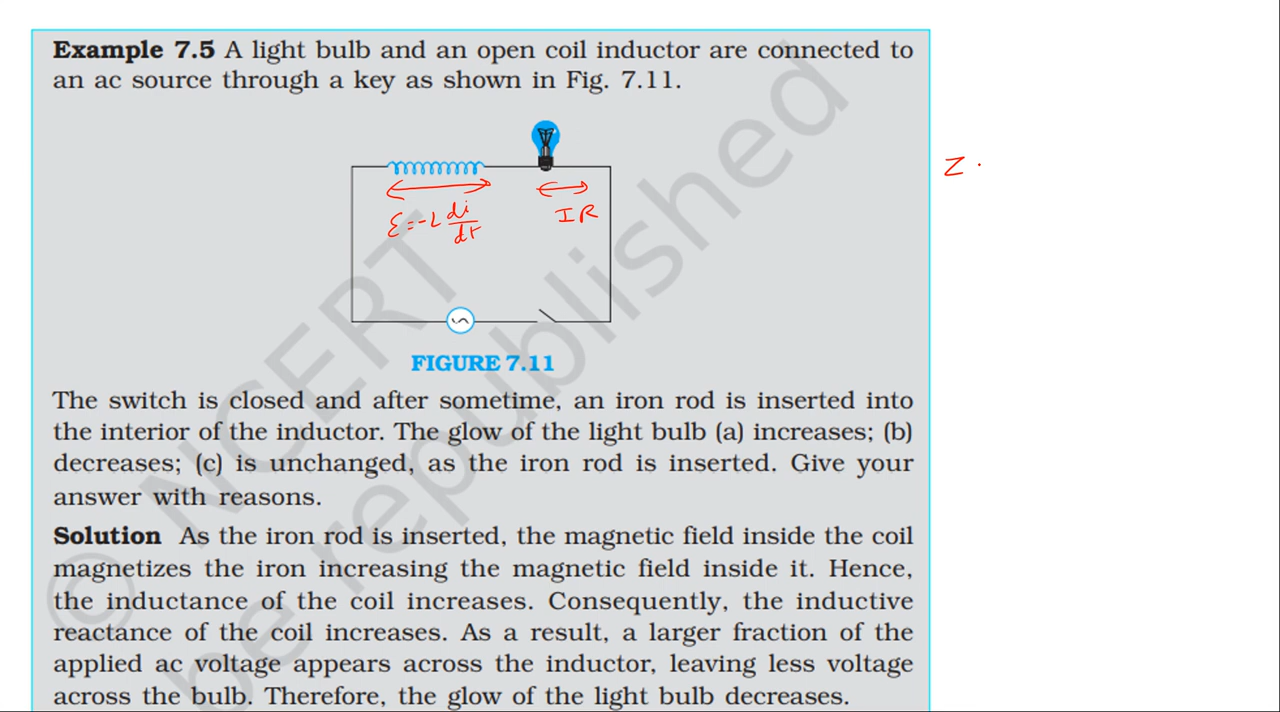 Example 7.5 A light bulb and an open coil inductor are connected to
an ac source through a key as shown in Fig. 7.11.
Z .
ε = -L di/dt
IR
FIGURE 7.11
The switch is closed and after sometime, an iron rod is inserted into
the interior of the inductor. The glow of the light bulb (a) increases; (b)
decreases; (c) is unchanged, as the iron rod is inserted. Give your
answer with reasons.
Solution As the iron rod is inserted, the magnetic field inside the coil
magnetizes the iron increasing the magnetic field inside it. Hence,
the inductance of the coil increases. Consequently, the inductive
reactance of the coil increases. As a result, a larger fraction of the
applied ac voltage appears across the inductor, leaving less voltage
across the bulb. Therefore, the glow of the light bulb decreases.
© NCERT
be republished